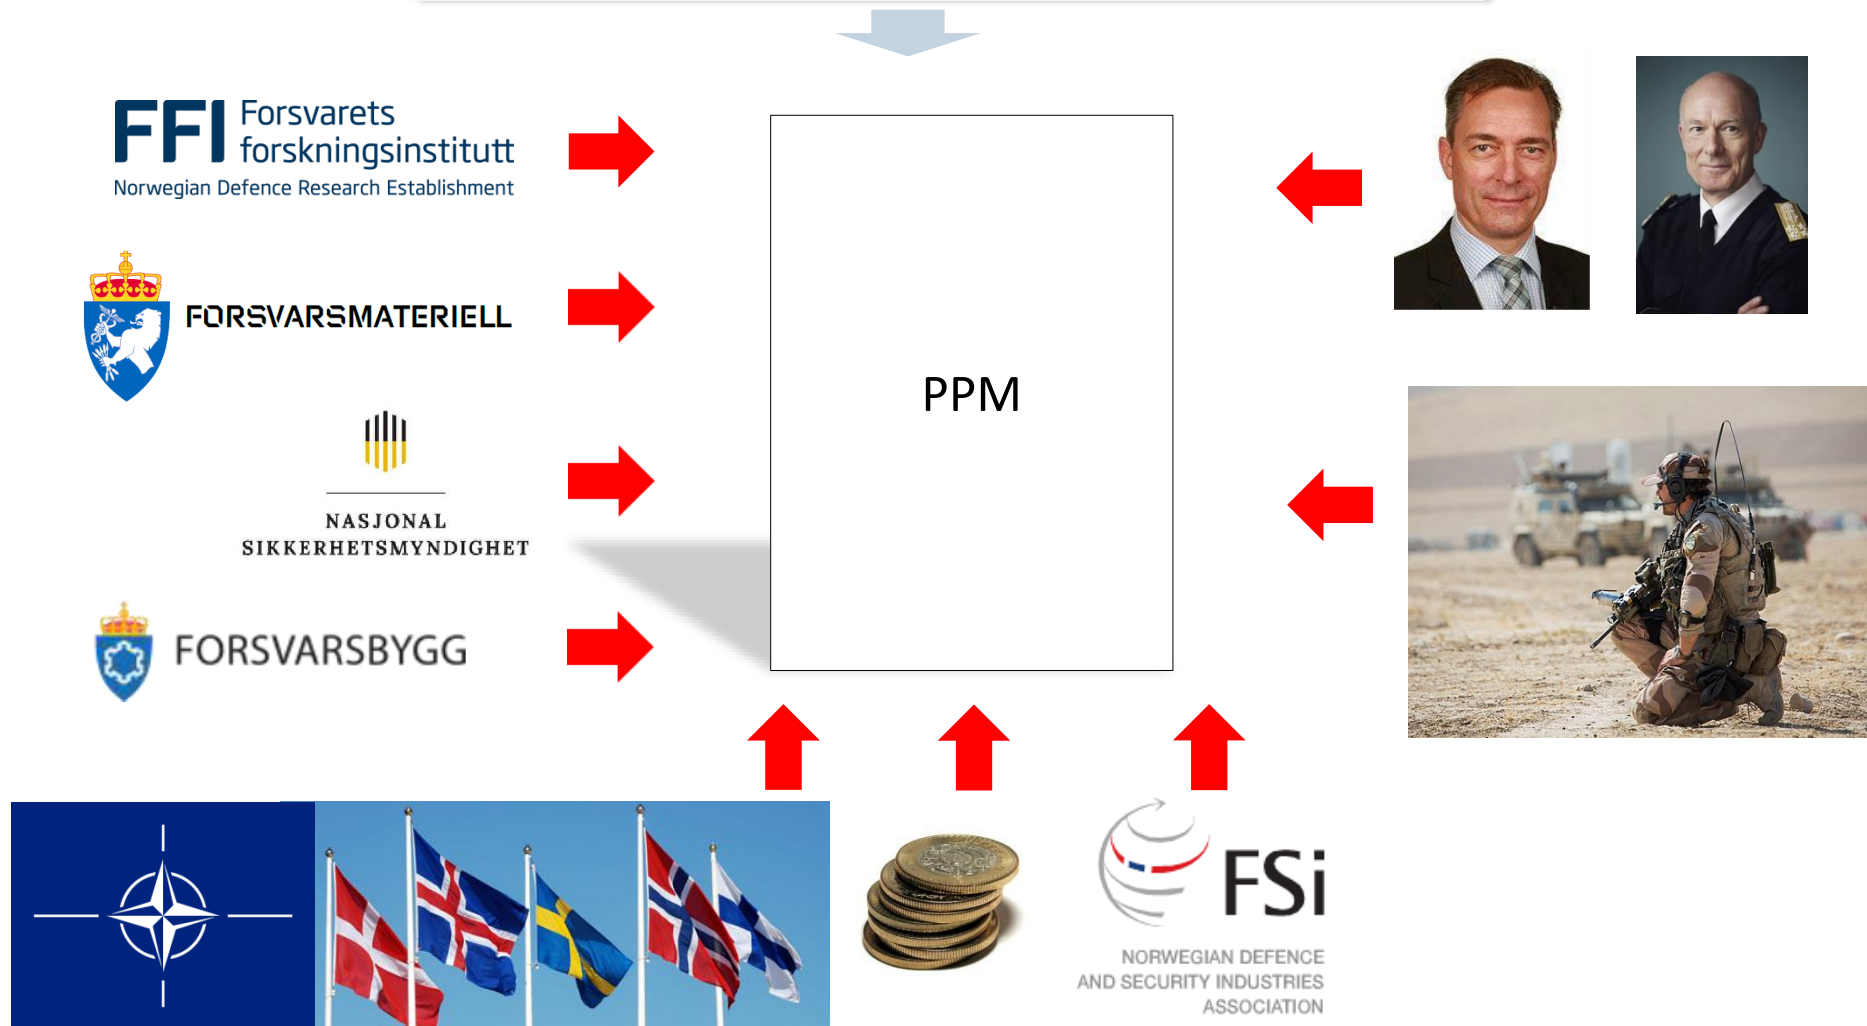 FFI Forsvarets
forskningsinstitutt
Norwegian Defence Research Establishment
FORSVARSMATERIELL
NASJONAL
SIKKERHETSMYNDIGHET
FORSVARSBYGG
PPM
FSi
NORWEGIAN DEFENCE
AND SECURITY INDUSTRIES
ASSOCIATION